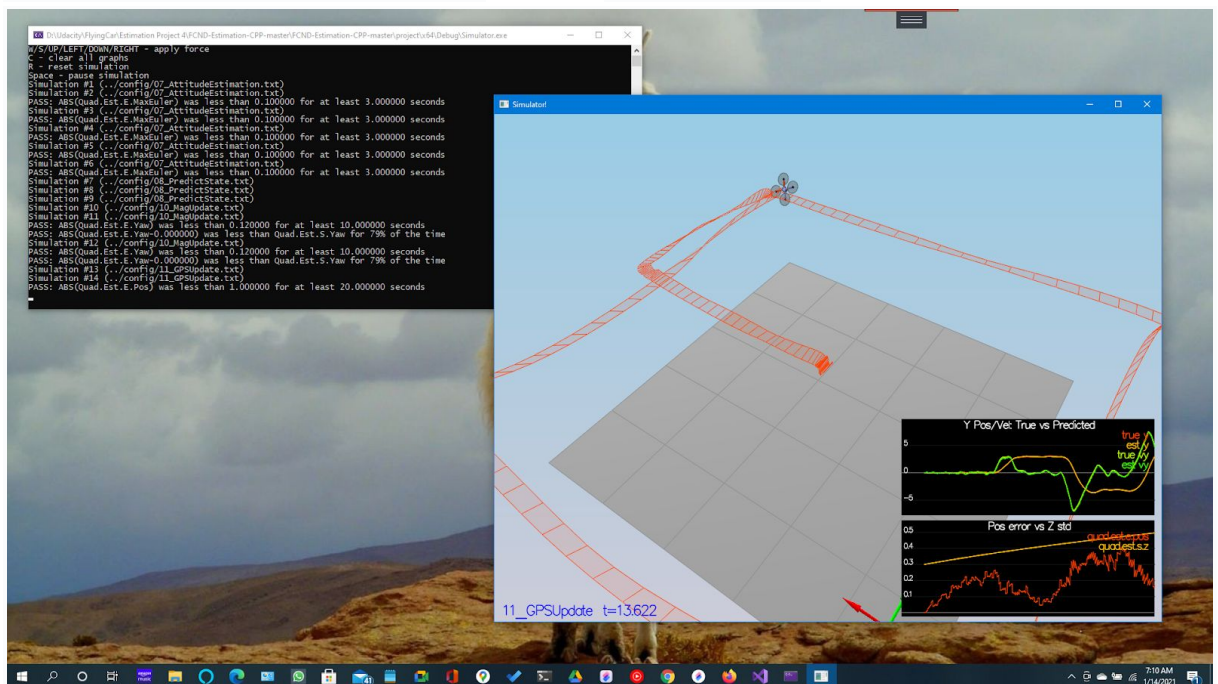 D:\Udacity\FlyingCar\Estimation Project 4\FCND-Estimation-CPP-master\FCND-Estimation-CPP-master\project\x64\Debug\Simulator.exe
W/S/UP/LEFT/DOWN/RIGHT - apply force
C - clear all graphs
R - reset simulation
Space - pause simulation
Simulation #1 (../config/07_AttitudeEstimation.txt)
Simulation #2 (../config/07_AttitudeEstimation.txt)
PASS: ABS(Quad.Est.E.MaxEuler) was less than 0.100000 for at least 3.000000 seconds
Simulation #3 (../config/07_AttitudeEstimation.txt)
PASS: ABS(Quad.Est.E.MaxEuler) was less than 0.100000 for at least 3.000000 seconds
Simulation #4 (../config/07_AttitudeEstimation.txt)
PASS: ABS(Quad.Est.E.MaxEuler) was less than 0.100000 for at least 3.000000 seconds
Simulation #5 (../config/07_AttitudeEstimation.txt)
PASS: ABS(Quad.Est.E.MaxEuler) was less than 0.100000 for at least 3.000000 seconds
Simulation #6 (../config/07_AttitudeEstimation.txt)
PASS: ABS(Quad.Est.E.MaxEuler) was less than 0.100000 for at least 3.000000 seconds
Simulation #7 (../config/08_PredictState.txt)
Simulation #8 (../config/08_PredictState.txt)
Simulation #9 (../config/08_PredictState.txt)
Simulation #10 (../config/10_MagUpdate.txt)
Simulation #11 (../config/10_MagUpdate.txt)
PASS: ABS(Quad.Est.E.Yaw) was less than 0.120000 for at least 10.000000 seconds
PASS: ABS(Quad.Est.E.Yaw-0.000000) was less than Quad.Est.S.Yaw for 79% of the time
Simulation #12 (../config/10_MagUpdate.txt)
PASS: ABS(Quad.Est.E.Yaw) was less than 0.120000 for at least 10.000000 seconds
PASS: ABS(Quad.Est.E.Yaw-0.000000) was less than Quad.Est.S.Yaw for 79% of the time
Simulation #13 (../config/11_GPSUpdate.txt)
Simulation #14 (../config/11_GPSUpdate.txt)
PASS: ABS(Quad.Est.E.Pos) was less than 1.000000 for at least 20.000000 seconds
Simulator!
Y Pos/Vel: True vs Predicted
true y
est y
true vy
est vy
5
0
-5
Pos error vs Z std
quad.est.e.pos
quad.est.s.z
0.5
0.4
0.3
0.2
0.1
11_GPSUpdate t=13.622
amazon music
41
7:10 AM
1/14/2021